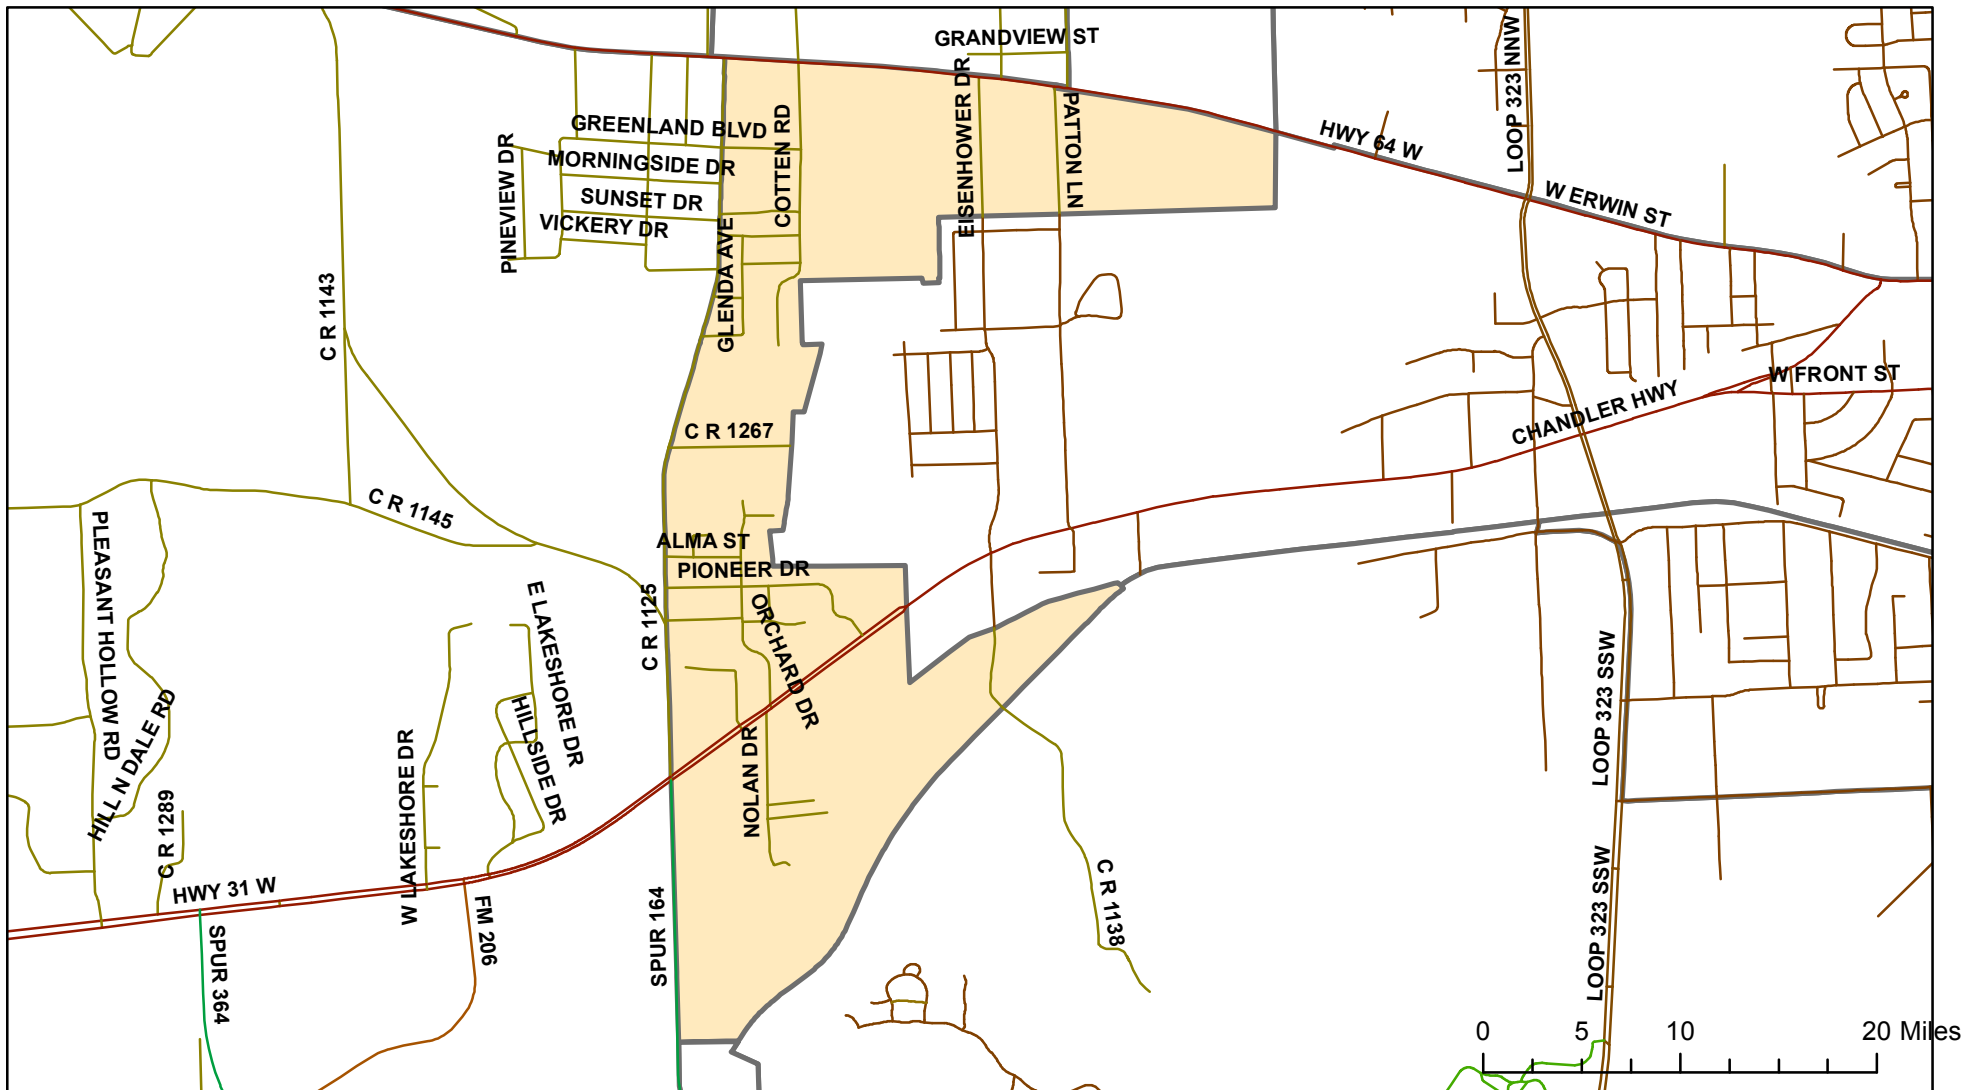 GRANDVIEW ST
LOOP 323 NNW
EISENHOWER DR
PATTON LN
HWY 64 W
W ERWIN ST
GREENLAND BLVD
COTTEN RD
MORNINGSIDE DR
PINEVIEW DR
SUNSET DR
VICKERY DR
GLENDA AVE
C R 1143
W FRONT ST
CHANDLER HWY
C R 1267
C R 1145
ALMA ST
PIONEER DR
PLEASANT HOLLOW RD
E LAKESHORE DR
C R 1125
ORCHARD DR
LOOP 323 SSW
HILL N DALE RD
HILLSIDE DR
W LAKESHORE DR
NOLAN DR
C R 1289
HWY 31 W
FM 206
SPUR 164
C R 1138
LOOP 323 SSW
SPUR 364
0 5 10 20 Miles